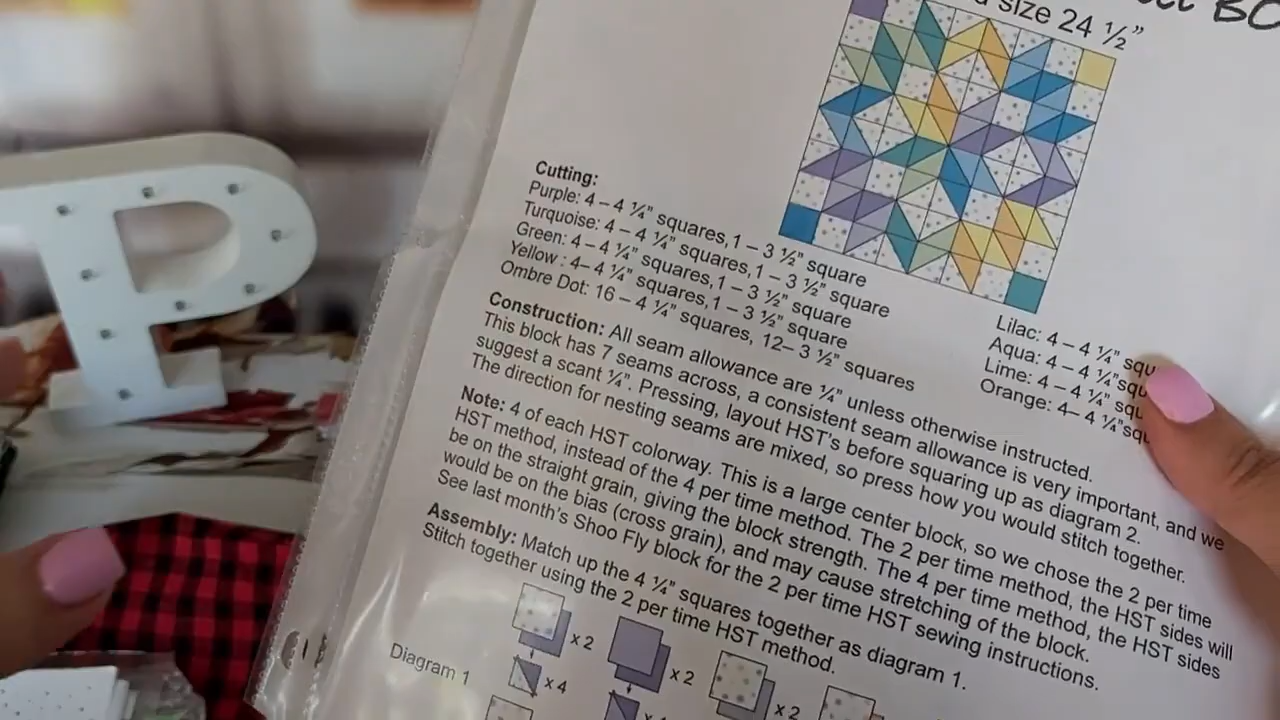 size 24 ½”
Cutting:
Purple: 4 – 4 ¼” squares, 1 – 3 ½” square
Turquoise: 4 – 4 ¼” squares, 1 – 3 ½” square
Green: 4 – 4 ¼” squares, 1 – 3 ½” square
Yellow : 4– 4 ¼” squares, 1 – 3 ½” square
Ombre Dot: 16 – 4 ¼” squares, 12– 3 ½” squares
Lilac: 4 – 4 ¼” squ
Aqua: 4 – 4 ¼”squ
Lime: 4 – 4 ¼” squ
Orange: 4– 4 ¼”squ
Construction: All seam allowance are ¼” unless otherwise instructed.
This block has 7 seams across, a consistent seam allowance is very important, and we
suggest a scant ¼”. Pressing, layout HST’s before squaring up as diagram 2.
The direction for nesting seams are mixed, so press how you would stitch together.
Note: 4 of each HST colorway. This is a large center block, so we chose the 2 per time
HST method, instead of the 4 per time method. The 2 per time method, the HST sides will
be on the straight grain, giving the block strength. The 4 per time method, the HST sides
would be on the bias (cross grain), and may cause stretching of the block.
See last month’s Shoo Fly block for the 2 per time HST sewing instructions.
Assembly: Match up the 4 ¼” squares together as diagram 1.
Stitch together using the 2 per time HST method.
Diagram 1
x 2
x 2
x 2
x 4
P